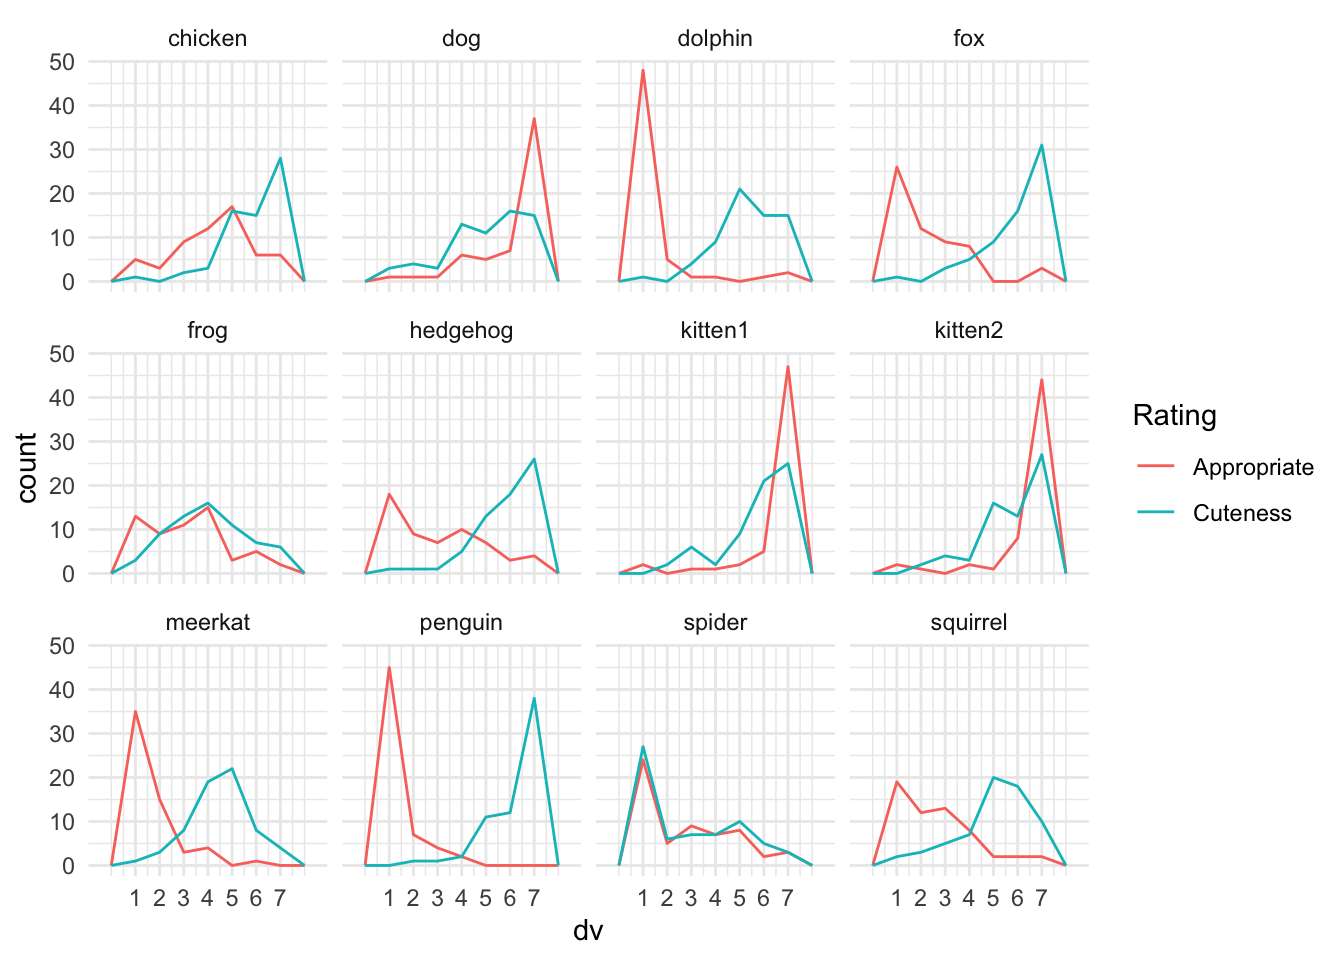 chicken dog dolphin fox
50
40
30
20
10
0
frog hedgehog kitten1 kitten2
50
40
30
20
10
0
meerkat penguin spider squirrel
50
40
30
20
10
0
1 2 3 4 5 6 7 1 2 3 4 5 6 7 1 2 3 4 5 6 7 1 2 3 4 5 6 7
dv
count
Rating
Appropriate
Cuteness